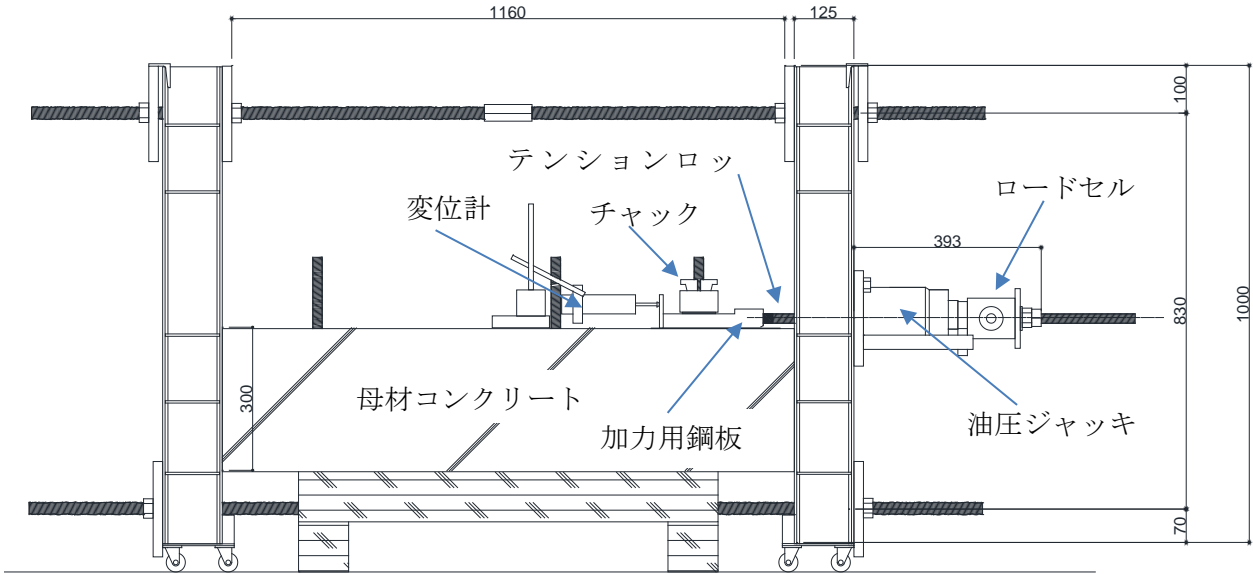 1160
125
100
テンションロッ
ロードセル
変位計
チャック
393
830
1000
300
母材コンクリート
加力用鋼板
油圧ジャッキ
70